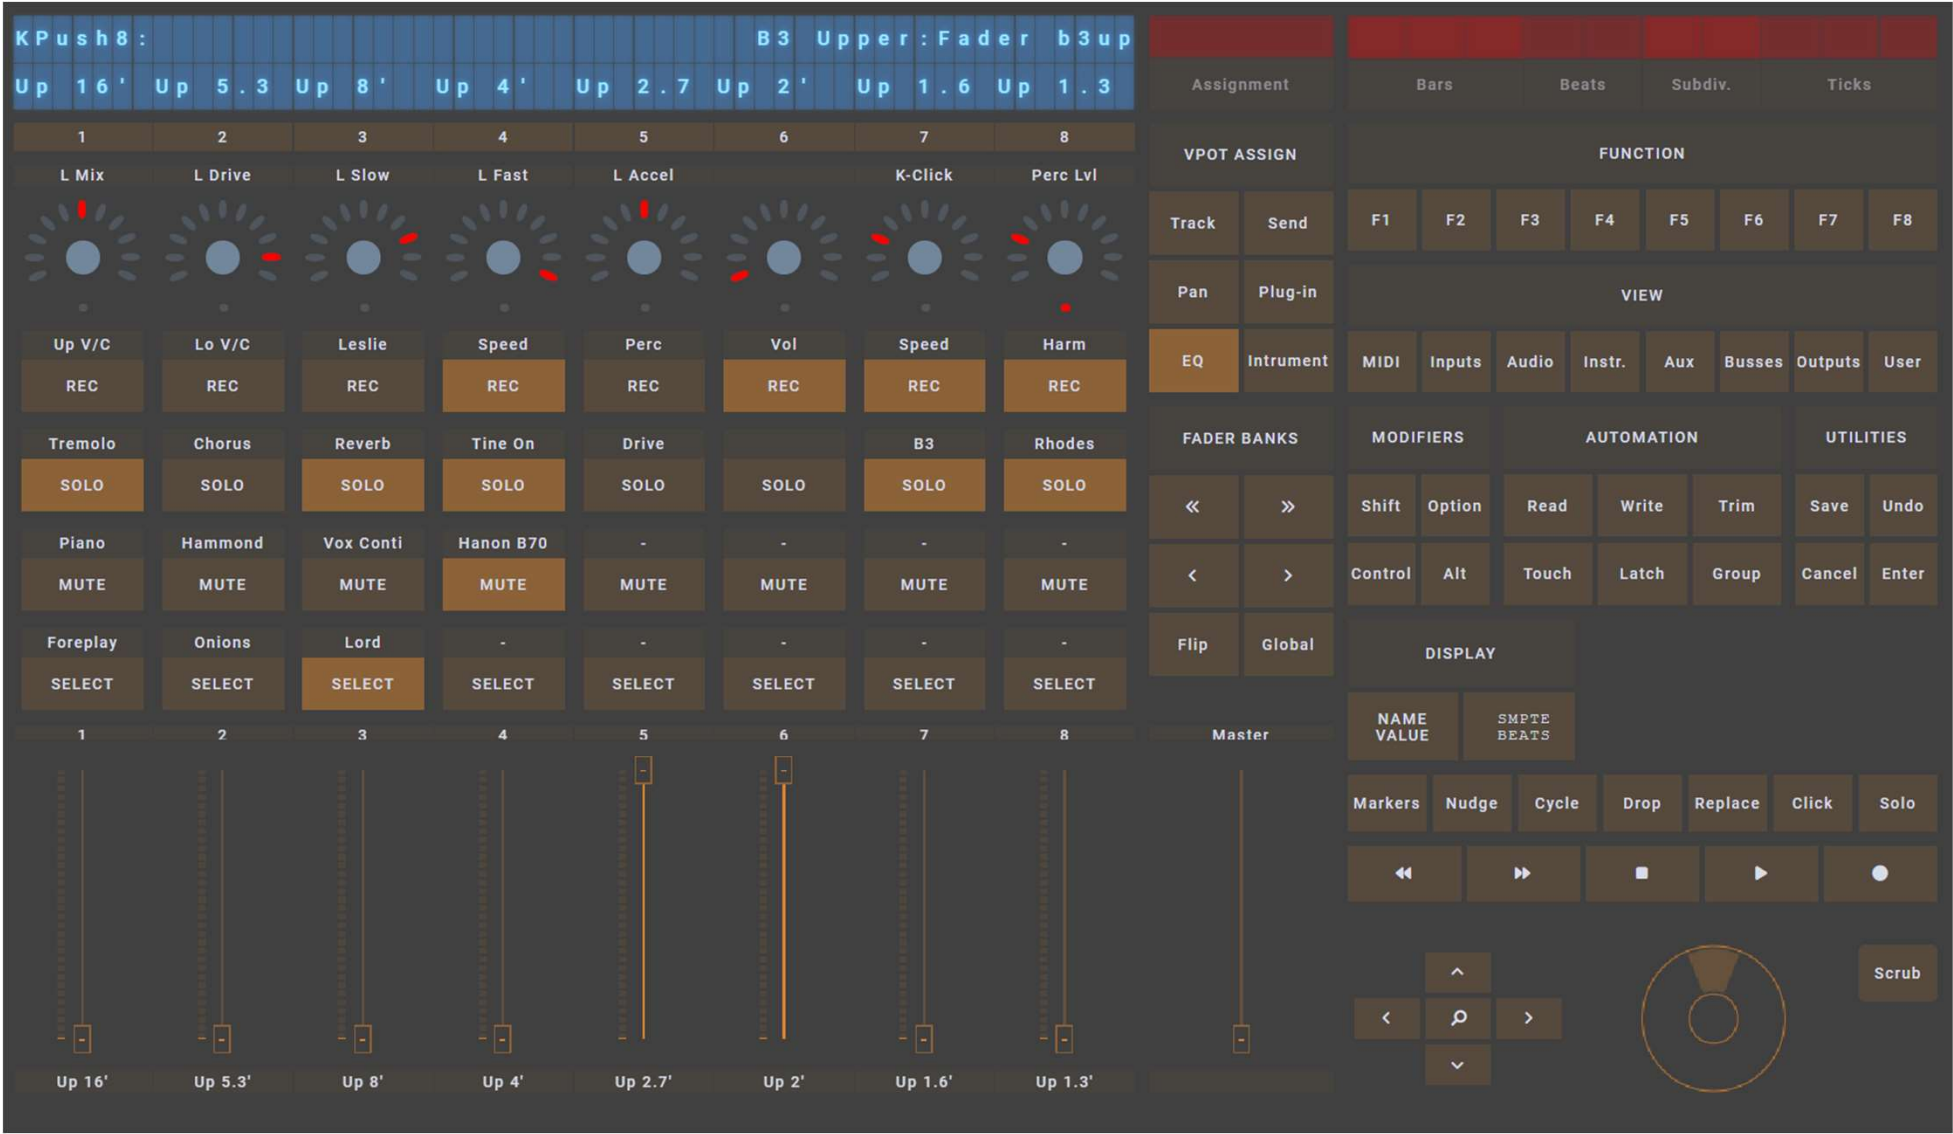 KPush8: B3 Upper:Fader b3up
Up 16' Up 5.3 Up 8' Up 4' Up 2.7 Up 2' Up 1.6 Up 1.3
Assignment Bars Beats Subdiv. Ticks
1 2 3 4 5 6 7 8
L Mix L Drive L Slow L Fast L Accel K-Click Perc Lvl
Up V/C Lo V/C Leslie Speed Perc Vol Speed Harm
REC REC REC REC REC REC REC REC
Tremolo Chorus Reverb Tine On Drive B3 Rhodes
SOLO SOLO SOLO SOLO SOLO SOLO SOLO SOLO
Piano Hammond Vox Conti Hanon B70 - - - -
MUTE MUTE MUTE MUTE MUTE MUTE MUTE MUTE
Foreplay Onions Lord - - - - -
SELECT SELECT SELECT SELECT SELECT SELECT SELECT SELECT
1 2 3 4 5 6 7 8 Master
Up 16' Up 5.3' Up 8' Up 4' Up 2.7' Up 2' Up 1.6' Up 1.3'
VPOT ASSIGN
Track Send
Pan Plug-in
EQ Intrument
FADER BANKS
« »
< >
Flip Global
FUNCTION
F1 F2 F3 F4 F5 F6 F7 F8
VIEW
MIDI Inputs Audio Instr. Aux Busses Outputs User
MODIFIERS AUTOMATION UTILITIES
Shift Option Read Write Trim Save Undo
Control Alt Touch Latch Group Cancel Enter
DISPLAY
NAME SMPTE
VALUE BEATS
Markers Nudge Cycle Drop Replace Click Solo
Scrub